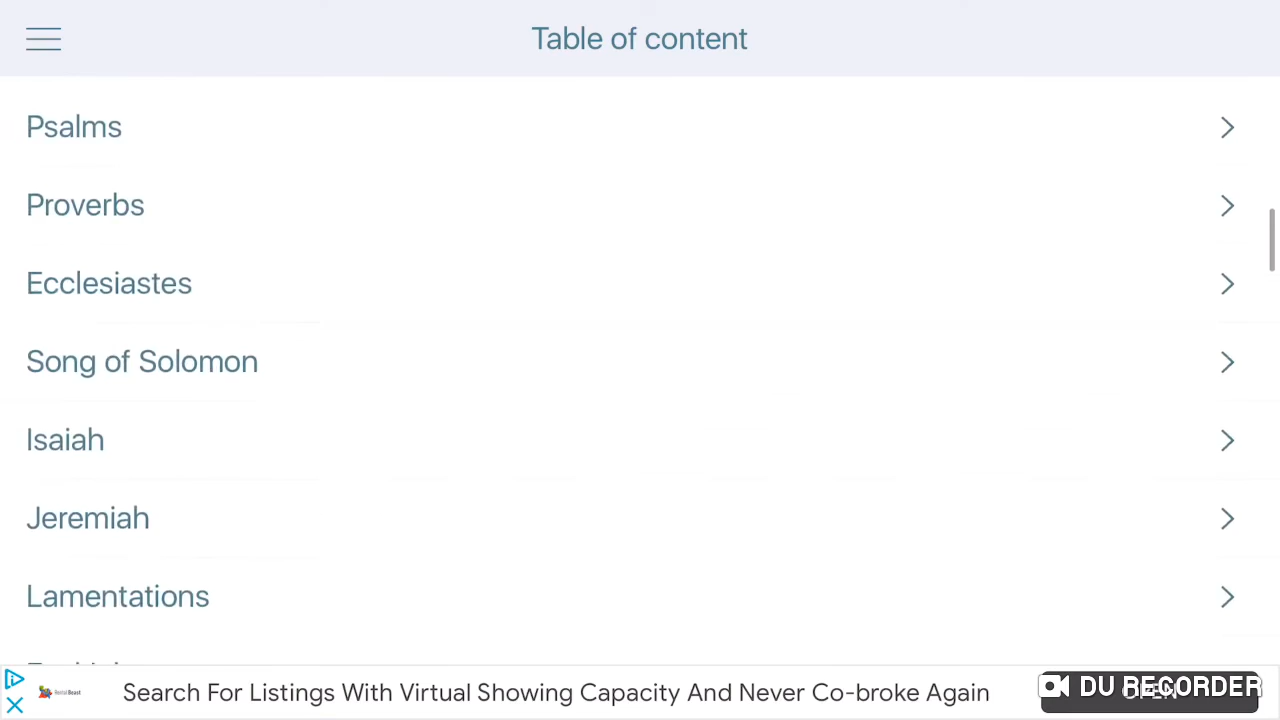 Table of content
Psalms
Proverbs
Ecclesiastes
Song of Solomon
Isaiah
Jeremiah
Lamentations
Search For Listings With Virtual Showing Capacity And Never Co-broke Again
DU RECORDER